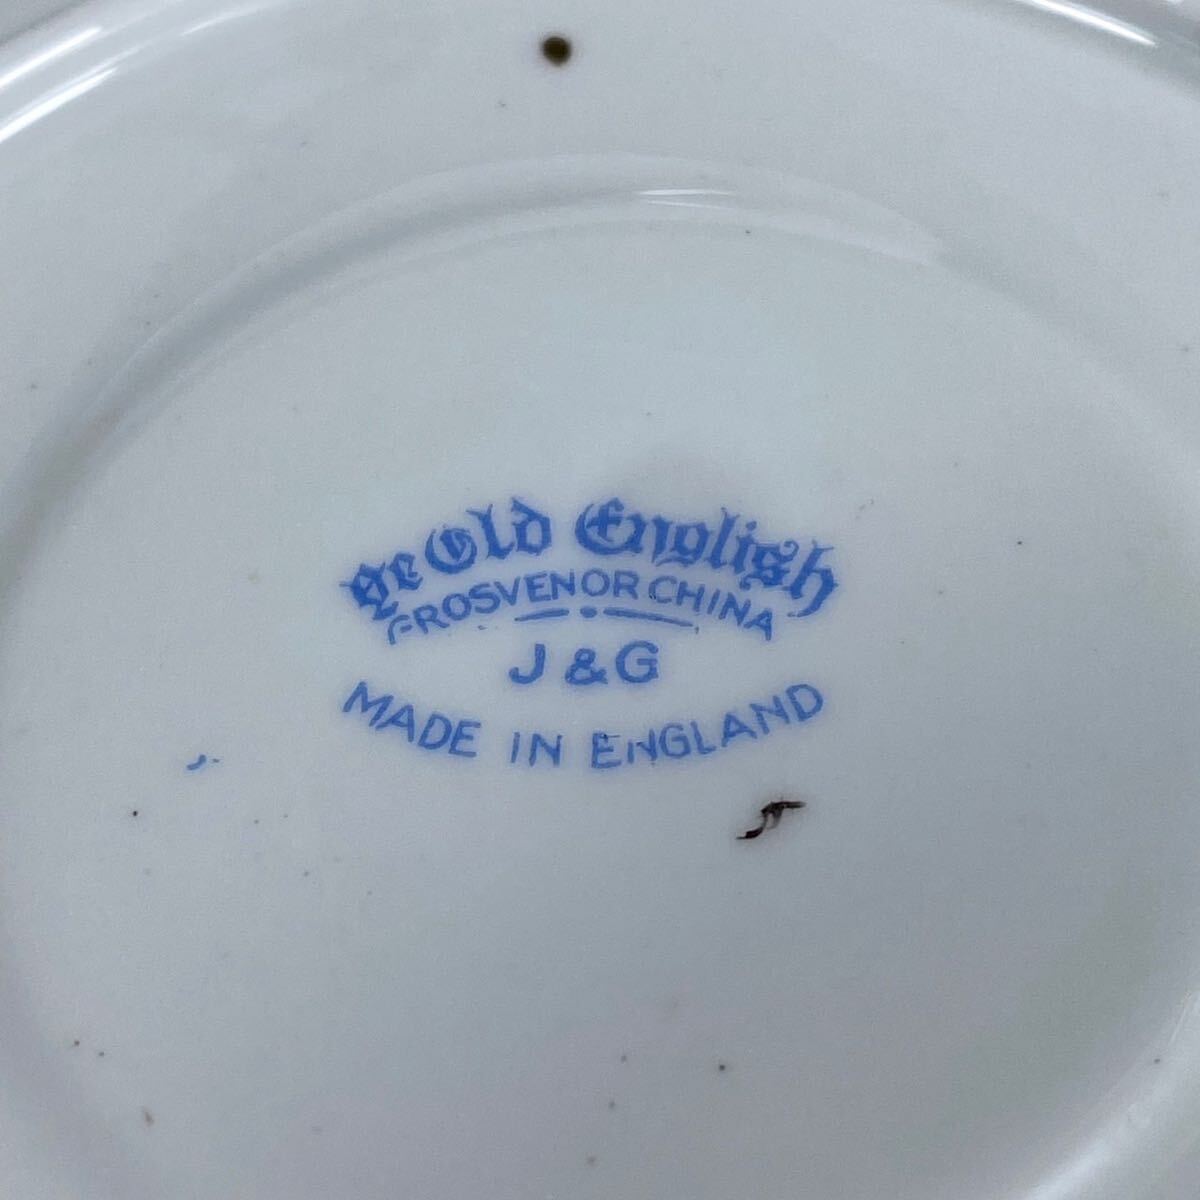 Ye Old English
GROSVENOR CHINA
J & G
MADE IN ENGLAND